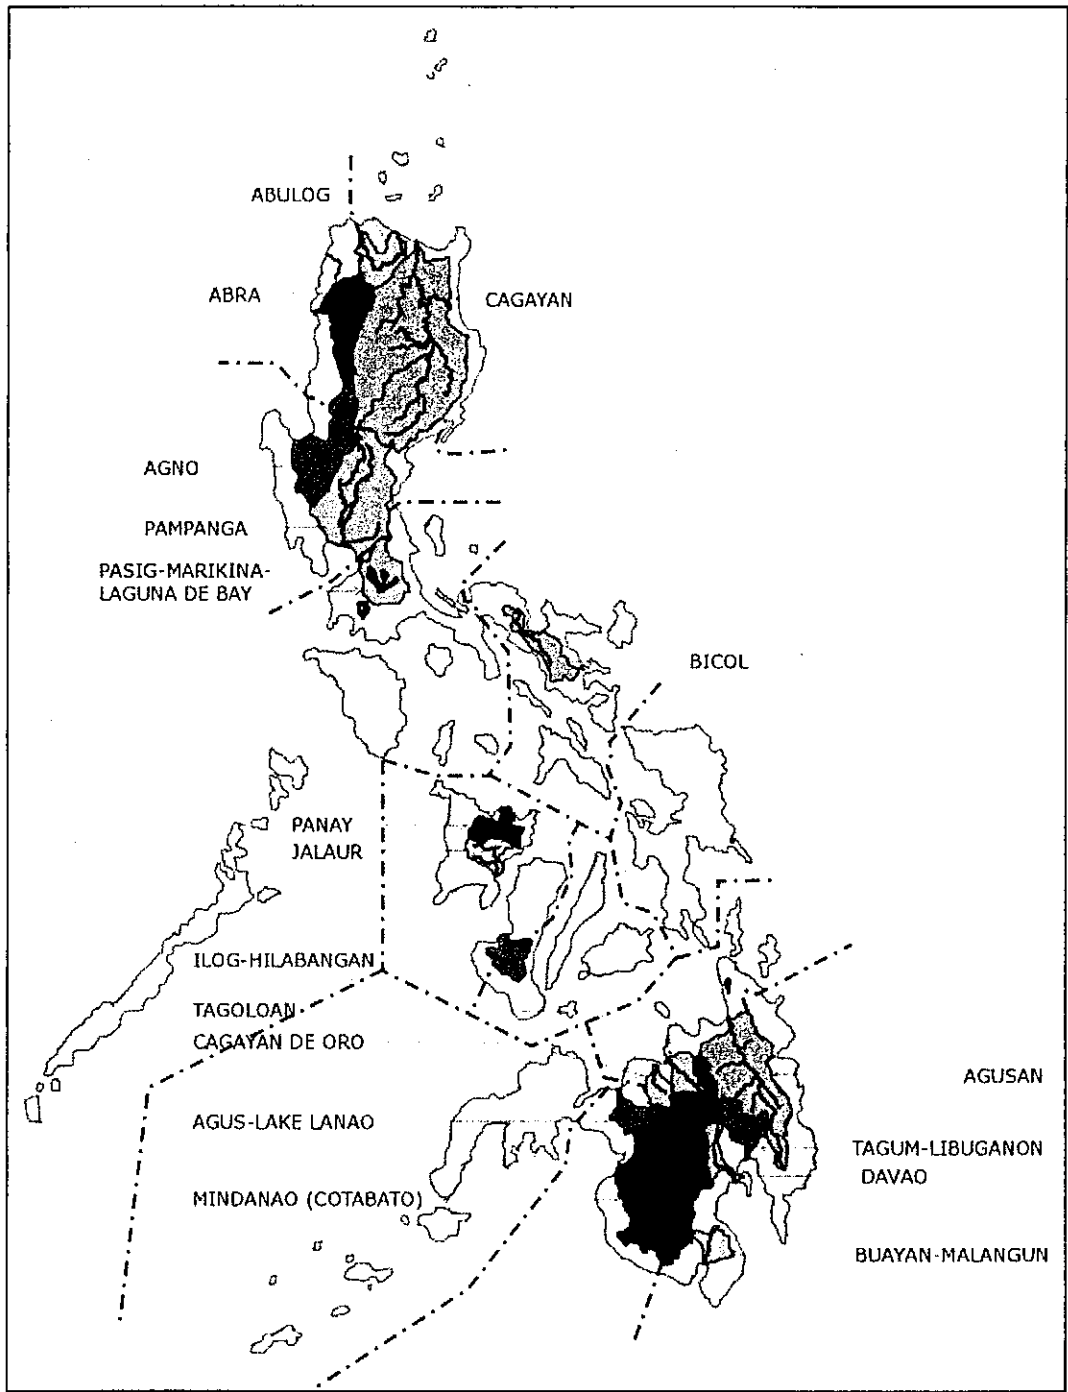 ABULOG
ABRA
CAGAYAN
AGNO
PAMPANGA
PASIG-MARIKINA-
LAGUNA DE BAY
BICOL
PANAY
JALAUR
ILOG-HILABANGAN
TAGOLOAN
CAGAYAN DE ORO
AGUSAN
AGUS-LAKE LANAO
TAGUM-LIBUGANON
DAVAO
MINDANAO (COTABATO)
BUAYAN-MALANGUN